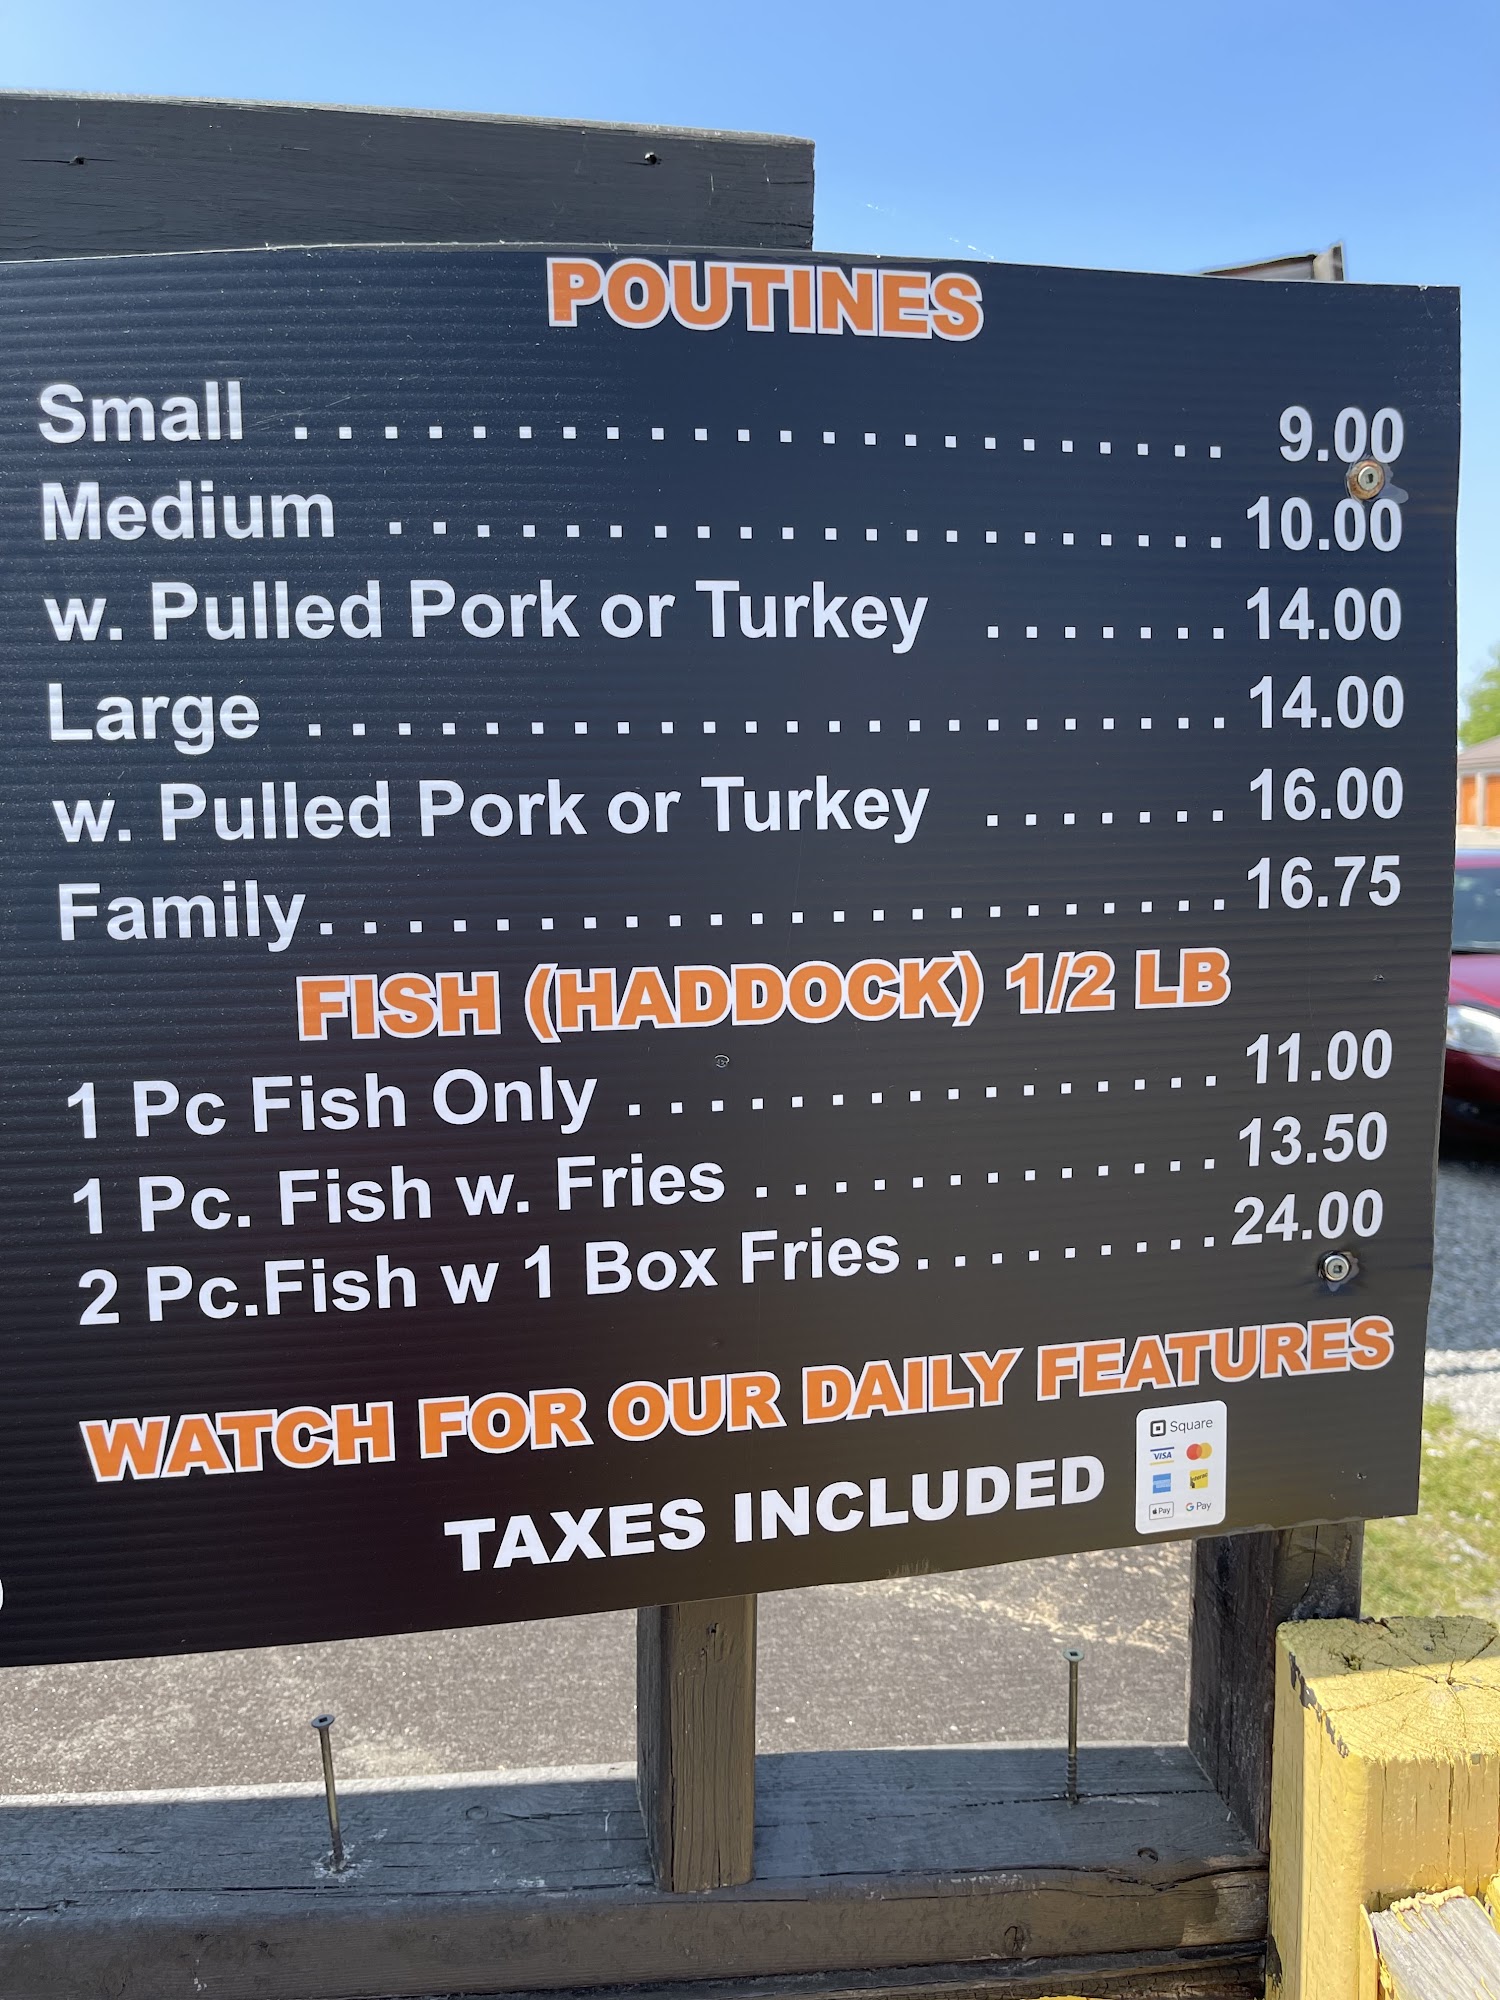 POUTINES
Small . . . . . . . . . . . . . . . . . . . . . . 9.00
Medium . . . . . . . . . . . . . . . . . . . . 10.00
w. Pulled Pork or Turkey . . . . . . . 14.00
Large . . . . . . . . . . . . . . . . . . . . . . 14.00
w. Pulled Pork or Turkey . . . . . . . 16.00
Family. . . . . . . . . . . . . . . . . . . . . . 16.75
FISH (HADDOCK) 1/2 LB
1 Pc Fish Only . . . . . . . . . . . . . . . 11.00
1 Pc. Fish w. Fries . . . . . . . . . . . . 13.50
2 Pc.Fish w 1 Box Fries . . . . . . . . . 24.00
WATCH FOR OUR DAILY FEATURES
TAXES INCLUDED
Square
VISA
Pay G Pay